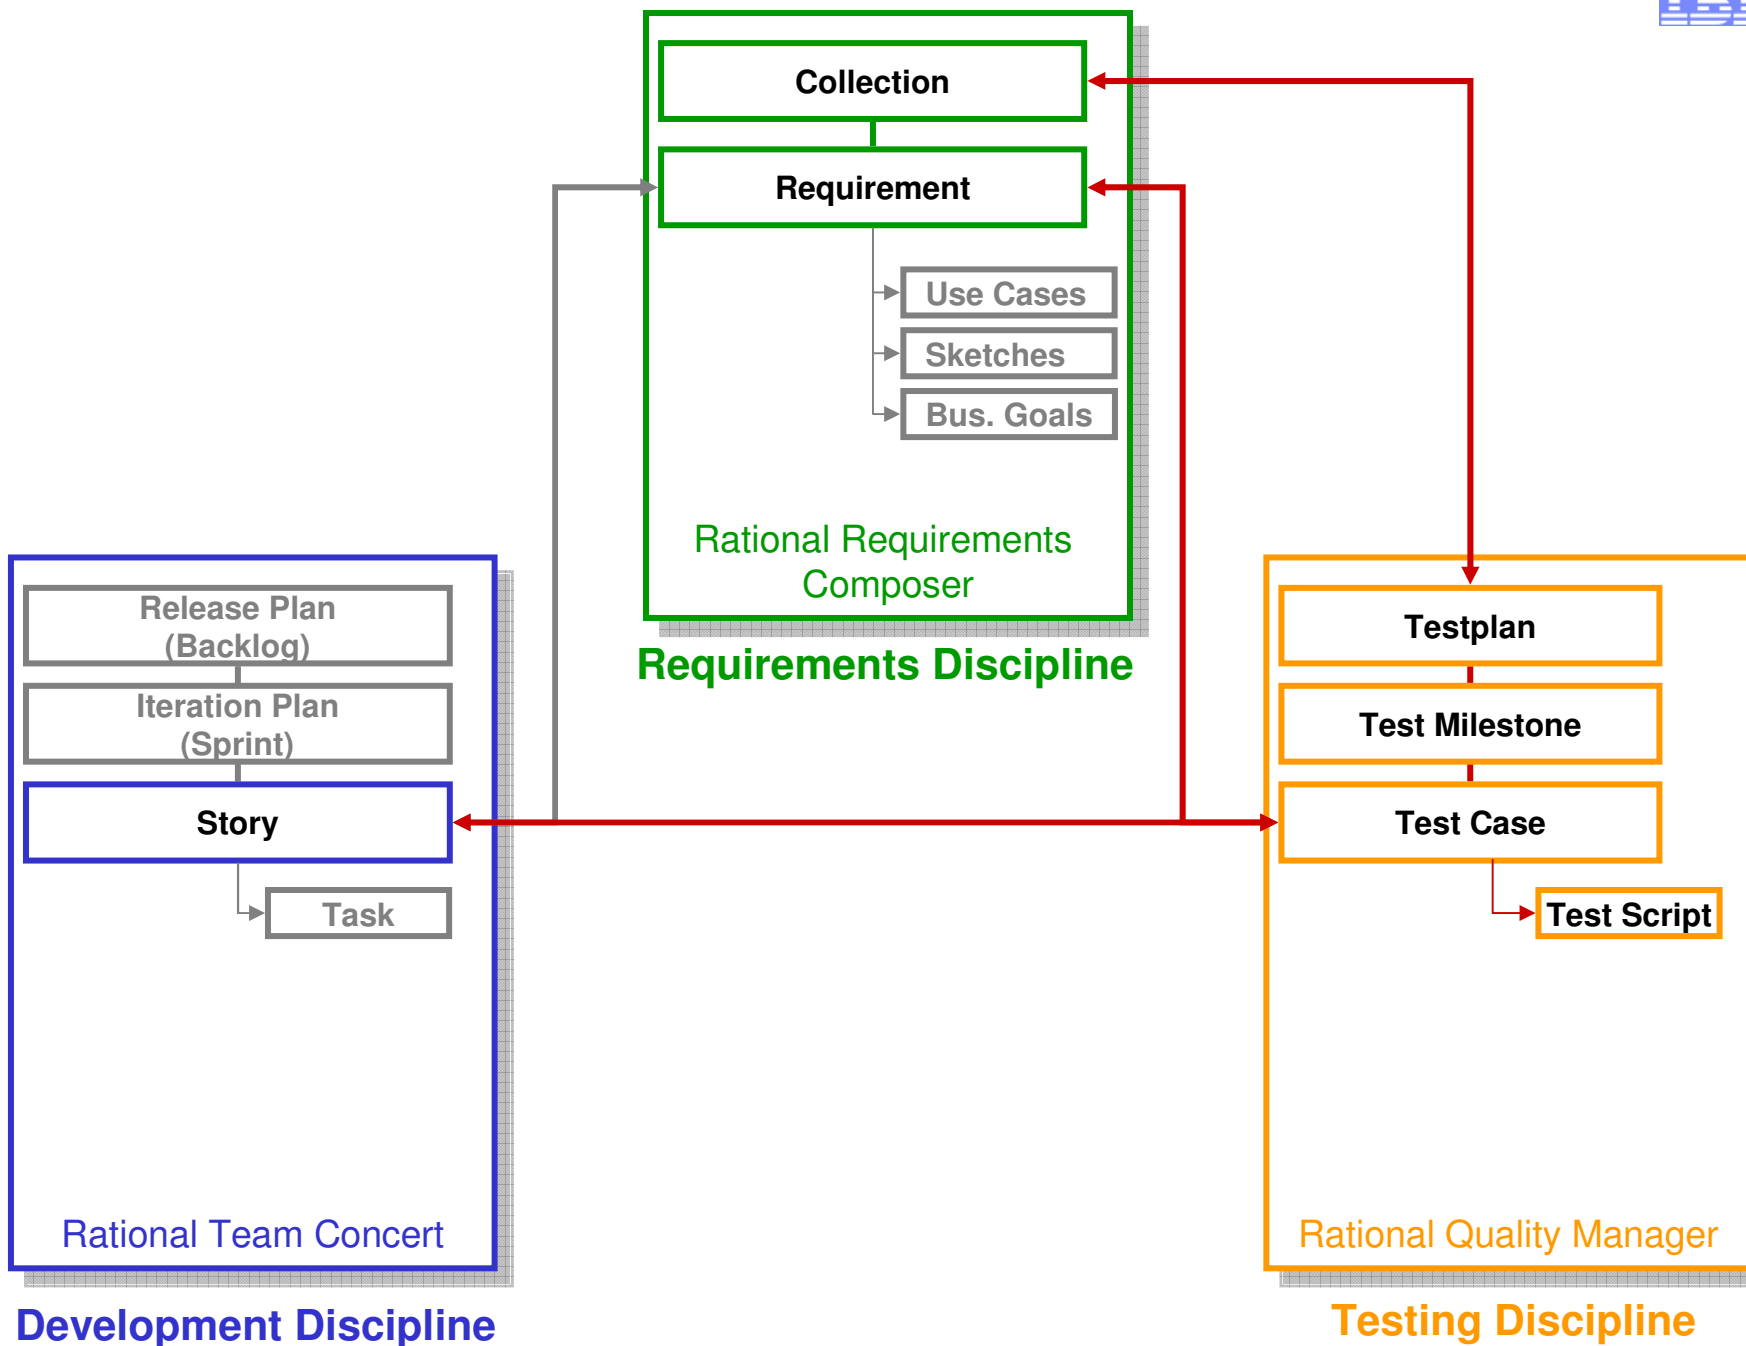 IBM
Collection
Requirement
Use Cases
Sketches
Bus. Goals
Rational Requirements
Composer
Requirements Discipline
Release Plan
(Backlog)
Iteration Plan
(Sprint)
Story
Task
Rational Team Concert
Development Discipline
Testplan
Test Milestone
Test Case
Test Script
Rational Quality Manager
Testing Discipline